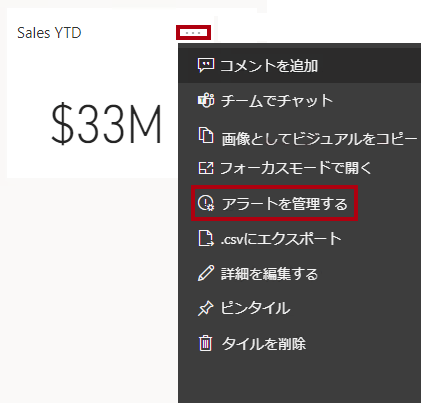 Sales YTD
...
$33M
コメントを追加
チームでチャット
画像としてビジュアルをコピー
フォーカスモードで開く
アラートを管理する
.csvにエクスポート
詳細を編集する
ピンタイル
タイルを削除